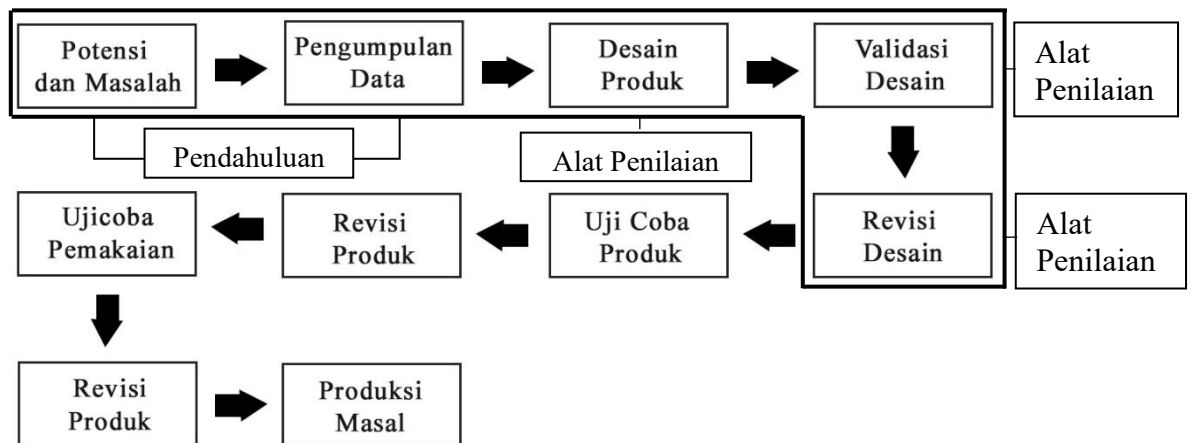 Potensi
dan Masalah
Pengumpulan
Data
Desain
Produk
Validasi
Desain
Alat
Penilaian
Pendahuluan
Alat Penilaian
Ujicoba
Pemakaian
Revisi
Produk
Uji Coba
Produk
Revisi
Desain
Alat
Penilaian
Revisi
Produk
Produksi
Masal